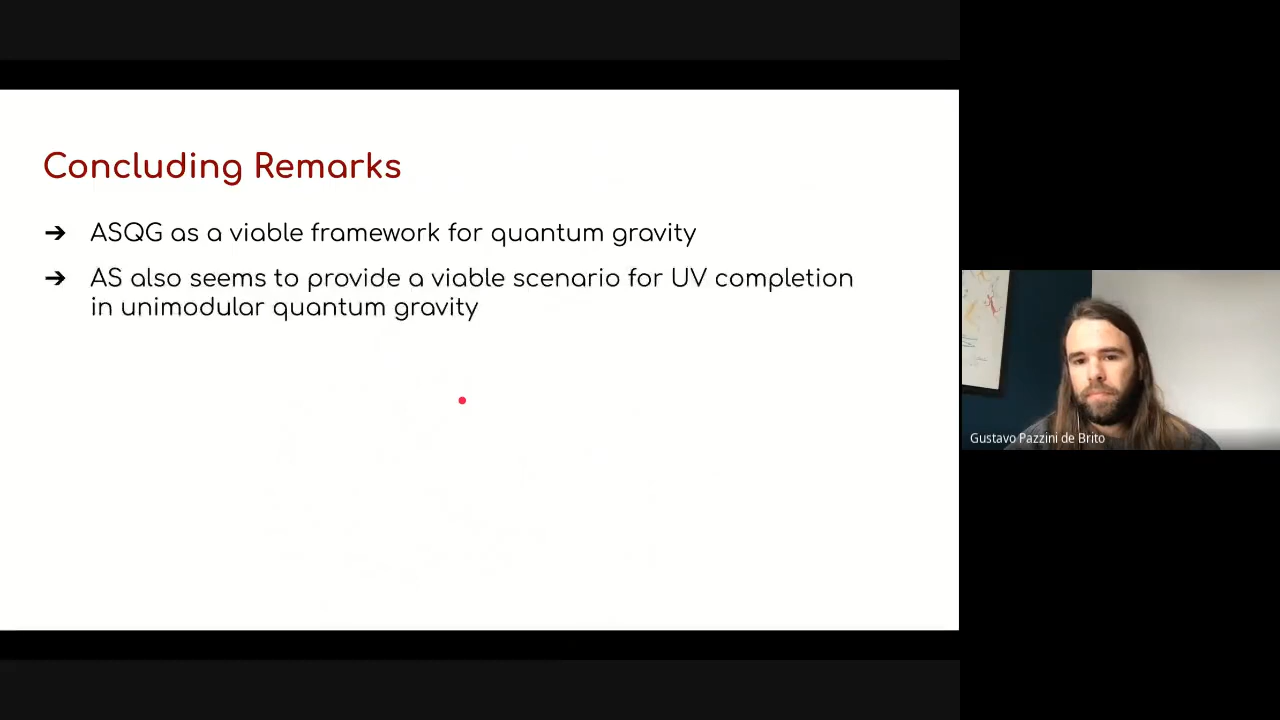 Concluding Remarks
➔ ASQG as a viable framework for quantum gravity
➔ AS also seems to provide a viable scenario for UV completion
in unimodular quantum gravity
Gustavo Pazzini de Brito